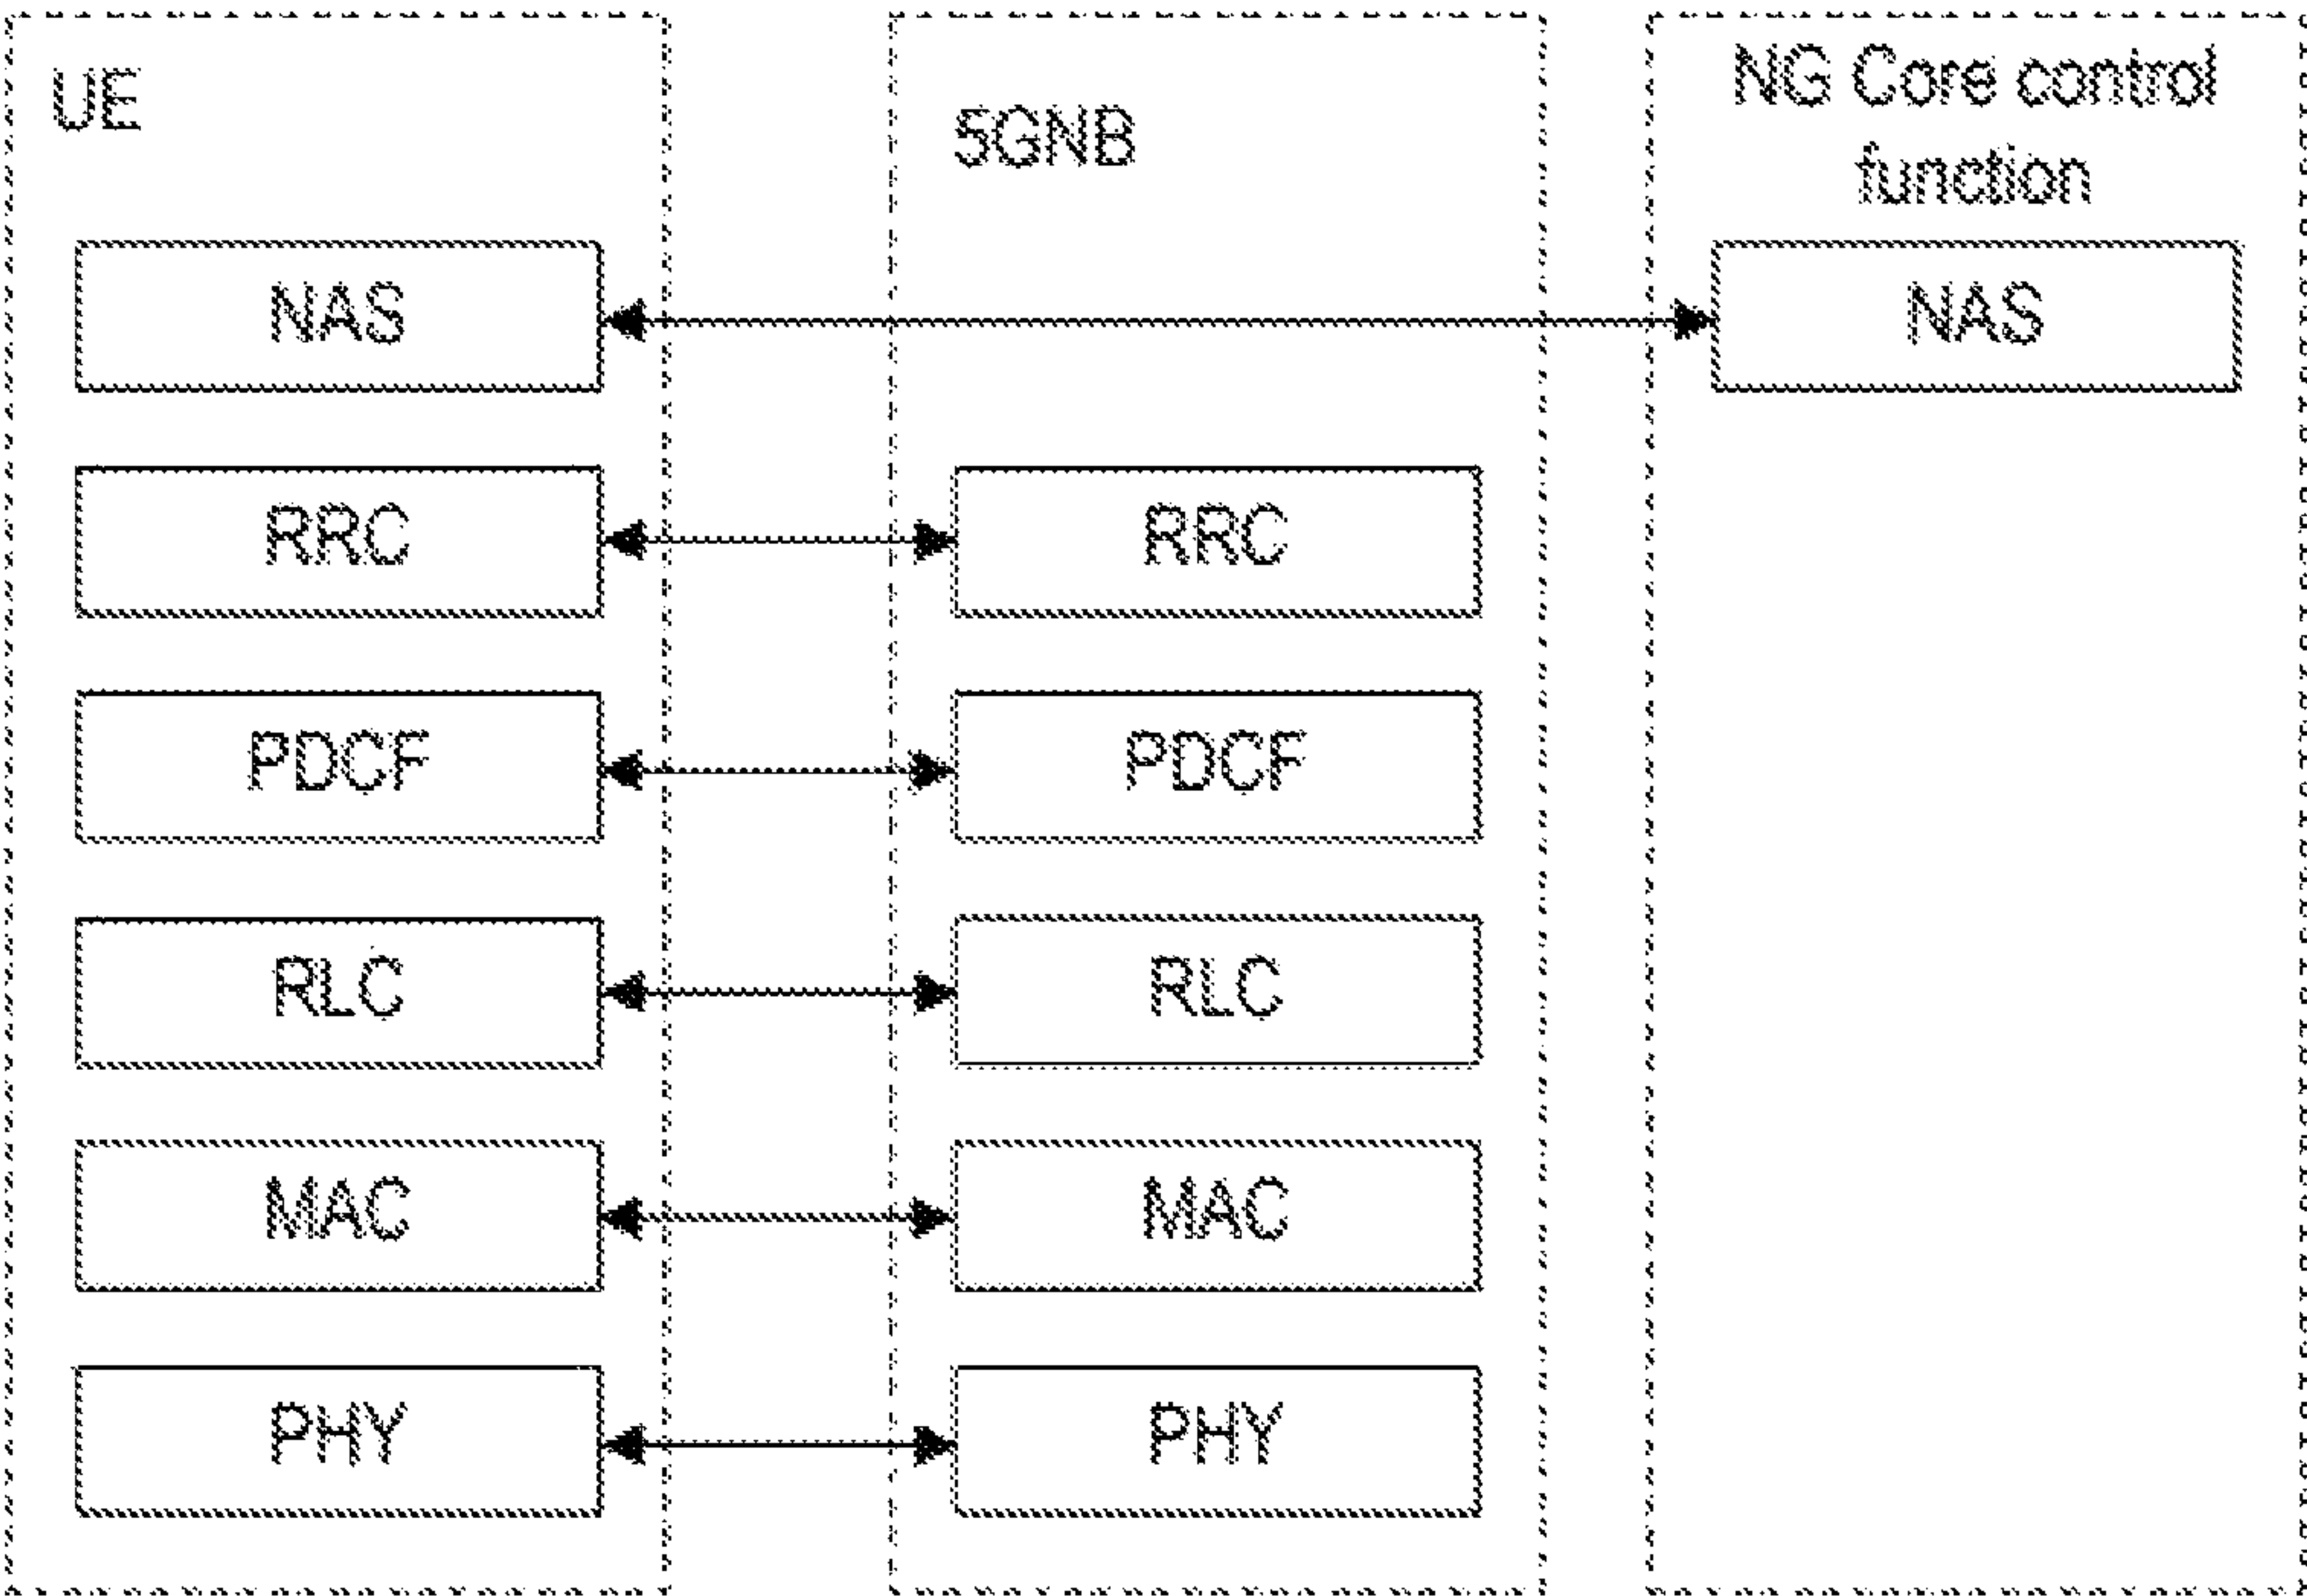 UE
5GNB
NG Core control
function
NAS
NAS
RRC
RRC
PDCF
PDCF
RLC
RLC
MAC
MAC
PHY
PHY